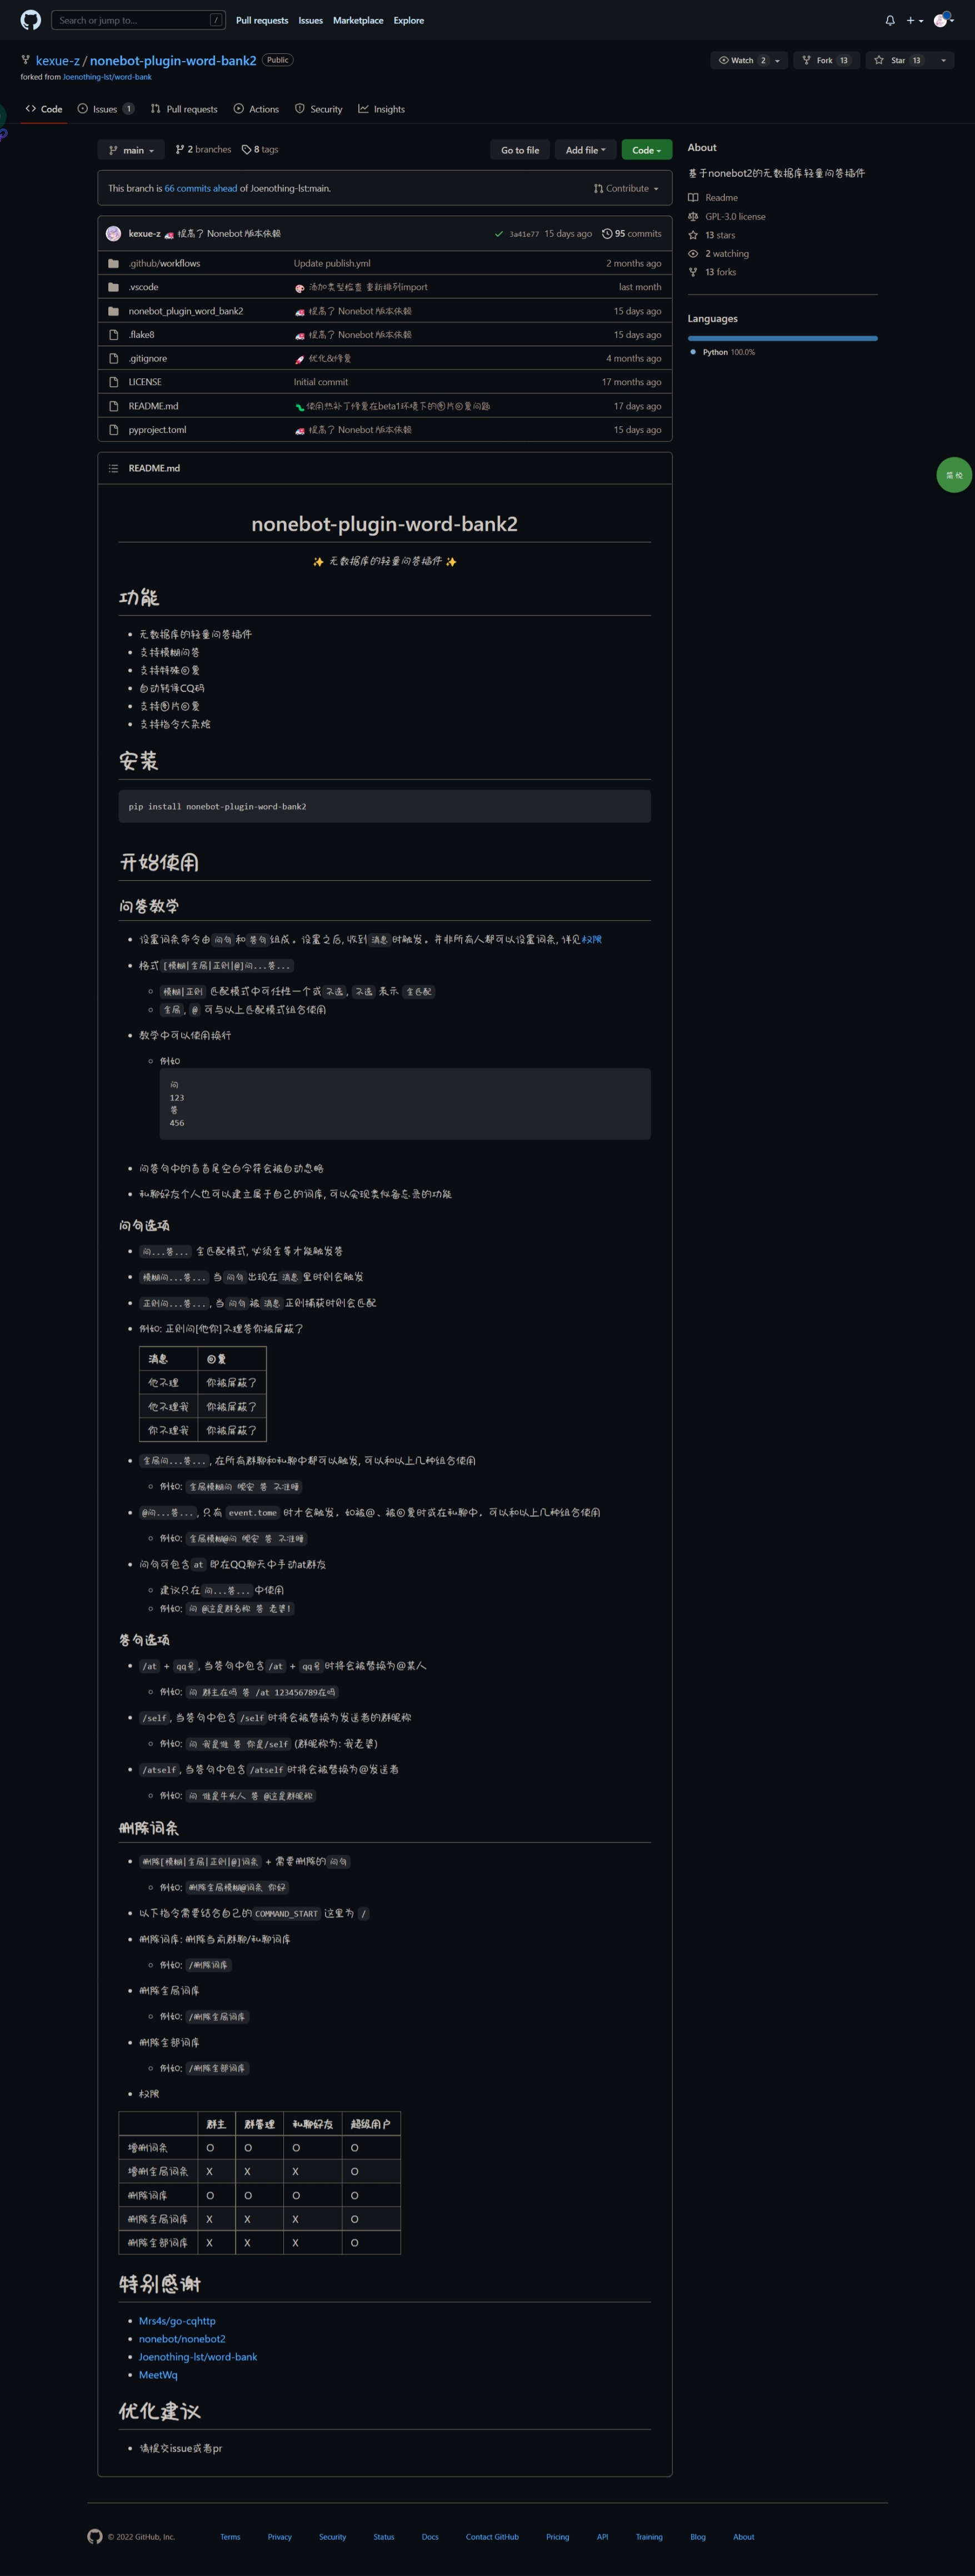 Search or jump to... /
Pull requests Issues Marketplace Explore
kexue-z / nonebot-plugin-word-bank2 Public
Watch 2 Fork 13 Star 13
forked from Joenothing-lst/word-bank
Code Issues 1 Pull requests Actions Security Insights
main 2 branches 8 tags Go to file Add file Code
This branch is 66 commits ahead of Joenothing-lst:main. Contribute
kexue-z 提高了 Nonebot 版本依赖 3a41e77 15 days ago 95 commits
.github/workflows Update publish.yml 2 months ago
.vscode 添加类型检查 重新排列import last month
nonebot_plugin_word_bank2 提高了 Nonebot 版本依赖 15 days ago
.flake8 提高了 Nonebot 版本依赖 15 days ago
.gitignore 优化&修复 4 months ago
LICENSE Initial commit 17 months ago
README.md 使用热补丁修复在beta1环境下的图片回复问题 17 days ago
pyproject.toml 提高了 Nonebot 版本依赖 15 days ago
About
基于nonebot2的无数据库轻量问答插件
Readme
GPL-3.0 license
13 stars
2 watching
13 forks
Languages
Python 100.0%
README.md
nonebot-plugin-word-bank2
✨ 无数据库的轻量问答插件 ✨
功能
无数据库的轻量问答插件
支持模糊问答
支持特殊回复
自动转译CQ码
支持图片回复
支持指令大杂烩
安装
pip install nonebot-plugin-word-bank2
开始使用
问答教学
设置词条命令由 问句 和 答句 组成。设置之后, 收到 消息 时触发。并非所有人都可以设置词条, 详见权限
格式 [模糊|全局|正则|@]问...答...
模糊|正则 匹配模式中可任性一个或 不选, 不选 表示 全匹配
全局, @ 可与以上匹配模式组合使用
教学中可以使用换行
例如
问
123
答
456
问答句中的首首尾空白字符会被自动忽略
私聊好友个人也可以建立属于自己的词库, 可以实现类似备忘录的功能
问句选项
问...答... 全匹配模式, 必须全等才能触发答
模糊问...答... 当 问句 出现在 消息 里时则会触发
正则问...答..., 当 问句 被 消息 正则捕获时则会匹配
例如: 正则问[他你]不理答你被屏蔽了
消息 回复
他不理 你被屏蔽了
他不理我 你被屏蔽了
你不理我 你被屏蔽了
全局问...答..., 在所有群聊和私聊中都可以触发, 可以和以上几种组合使用
例如: 全局模糊问 晚安 答 不准睡
@问...答..., 只有 event.tome 时才会触发，如被@、被回复时或在私聊中，可以和以上几种组合使用
例如: 全局模糊@问 晚安 答 不准睡
问句可包含 at 即在QQ聊天中手动at群友
建议只在 问...答... 中使用
例如: 问 @这是群名称 答 老婆!
答句选项
/at + qq号, 当答句中包含 /at + qq号 时将会被替换为@某人
例如: 问 群主在吗 答 /at 123456789在吗
/self, 当答句中包含 /self 时将会被替换为发送者的群昵称
例如: 问 我是谁 答 你是/self (群昵称为: 我老婆)
/atself, 当答句中包含 /atself 时将会被替换为@发送者
例如: 问 谁是牛头人 答 @这是群昵称
删除词条
删除[模糊|全局|正则|@]词条 + 需要删除的 问句
例如: 删除全局模糊@词条 你好
以下指令需要结合自己的 COMMAND_START 这里为 /
删除词库: 删除当前群聊/私聊词库
例如: /删除词库
删除全局词库
例如: /删除全局词库
删除全部词库
例如: /删除全部词库
权限
群主 群管理 私聊好友 超级用户
增删词条 O O O O
增删全局词条 X X X O
删除词库 O O O O
删除全局词库 X X X O
删除全部词库 X X X O
特别感谢
Mrs4s/go-cqhttp
nonebot/nonebot2
Joenothing-lst/word-bank
MeetWq
优化建议
请提交issue或者pr
© 2022 GitHub, Inc. Terms Privacy Security Status Docs Contact GitHub Pricing API Training Blog About